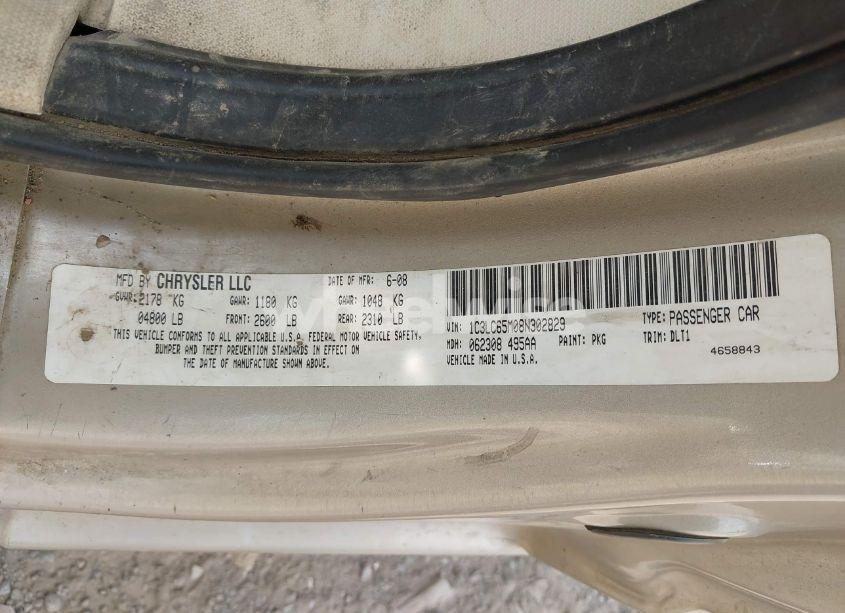 MFD BY CHRYSLER LLC DATE OF MFR: 6-08
GVWR: 2178 KG GAWR: 1180 KG GAWR: 1048 KG
04800 LB FRONT: 2600 LB REAR: 2310 LB
THIS VEHICLE CONFORMS TO ALL APPLICABLE U.S.A. FEDERAL MOTOR VEHICLE SAFETY,
BUMPER AND THEFT PREVENTION STANDARDS IN EFFECT ON
THE DATE OF MANUFACTURE SHOWN ABOVE.
VIN: 1C3LC65M08N302829 TYPE: PASSENGER CAR
MDH: 062308 495AA PAINT: PKG TRIM: DLT1
VEHICLE MADE IN U.S.A. 4658843